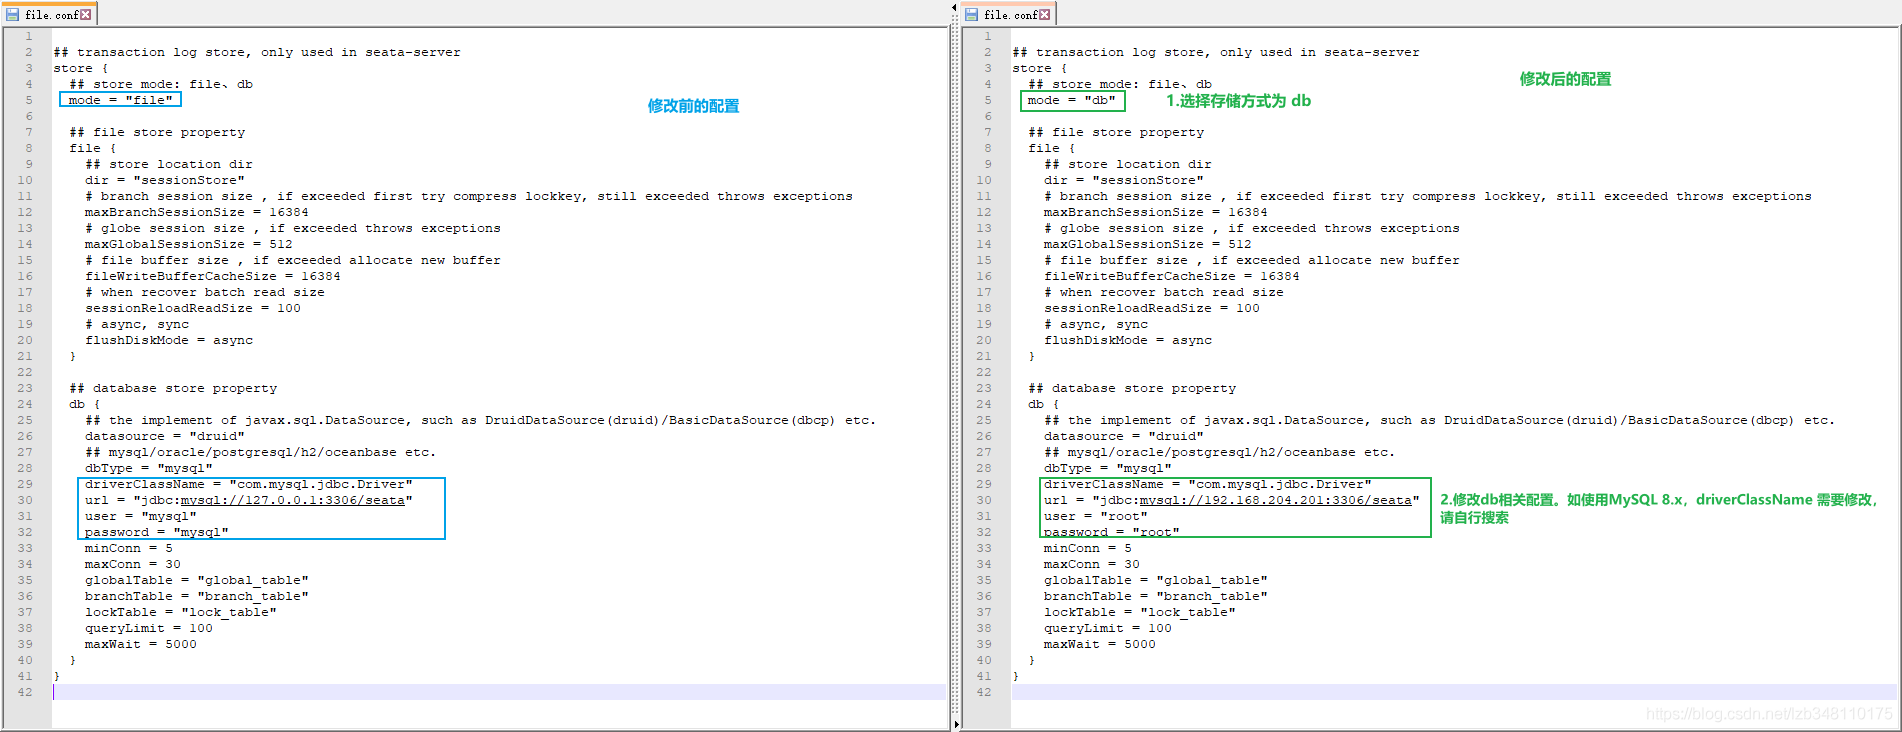 file.conf
1
2 ## transaction log store, only used in seata-server
3 store {
4 ## store mode: file、db
5 mode = "file"
修改前的配置
6
7 ## file store property
8 file {
9 ## store location dir
10 dir = "sessionStore"
11 # branch session size , if exceeded first try compress lockkey, still exceeded throws exceptions
12 maxBranchSessionSize = 16384
13 # globe session size , if exceeded throws exceptions
14 maxGlobalSessionSize = 512
15 # file buffer size , if exceeded allocate new buffer
16 fileWriteBufferCacheSize = 16384
17 # when recover batch read size
18 sessionReloadReadSize = 100
19 # async, sync
20 flushDiskMode = async
21 }
22
23 ## database store property
24 db {
25 ## the implement of javax.sql.DataSource, such as DruidDataSource(druid)/BasicDataSource(dbcp) etc.
26 datasource = "druid"
27 ## mysql/oracle/postgresql/h2/oceanbase etc.
28 dbType = "mysql"
29 driverClassName = "com.mysql.jdbc.Driver"
30 url = "jdbc:mysql://127.0.0.1:3306/seata"
31 user = "mysql"
32 password = "mysql"
33 minConn = 5
34 maxConn = 30
35 globalTable = "global_table"
36 branchTable = "branch_table"
37 lockTable = "lock_table"
38 queryLimit = 100
39 maxWait = 5000
40 }
41 }
42
file.conf
1
2 ## transaction log store, only used in seata-server
3 store {
修改后的配置
4 ## store mode: file、db
5 mode = "db"
1.选择存储方式为 db
6
7 ## file store property
8 file {
9 ## store location dir
10 dir = "sessionStore"
11 # branch session size , if exceeded first try compress lockkey, still exceeded throws exceptions
12 maxBranchSessionSize = 16384
13 # globe session size , if exceeded throws exceptions
14 maxGlobalSessionSize = 512
15 # file buffer size , if exceeded allocate new buffer
16 fileWriteBufferCacheSize = 16384
17 # when recover batch read size
18 sessionReloadReadSize = 100
19 # async, sync
20 flushDiskMode = async
21 }
22
23 ## database store property
24 db {
25 ## the implement of javax.sql.DataSource, such as DruidDataSource(druid)/BasicDataSource(dbcp) etc.
26 datasource = "druid"
27 ## mysql/oracle/postgresql/h2/oceanbase etc.
28 dbType = "mysql"
29 driverClassName = "com.mysql.jdbc.Driver"
30 url = "jdbc:mysql://192.168.204.201:3306/seata"
31 user = "root"
32 password = "root"
2.修改db相关配置。如使用MySQL 8.x，driverClassName 需要修改，
请自行搜索
33 minConn = 5
34 maxConn = 30
35 globalTable = "global_table"
36 branchTable = "branch_table"
37 lockTable = "lock_table"
38 queryLimit = 100
39 maxWait = 5000
40 }
41 }
42
https://blog.csdn.net/lzb348110175